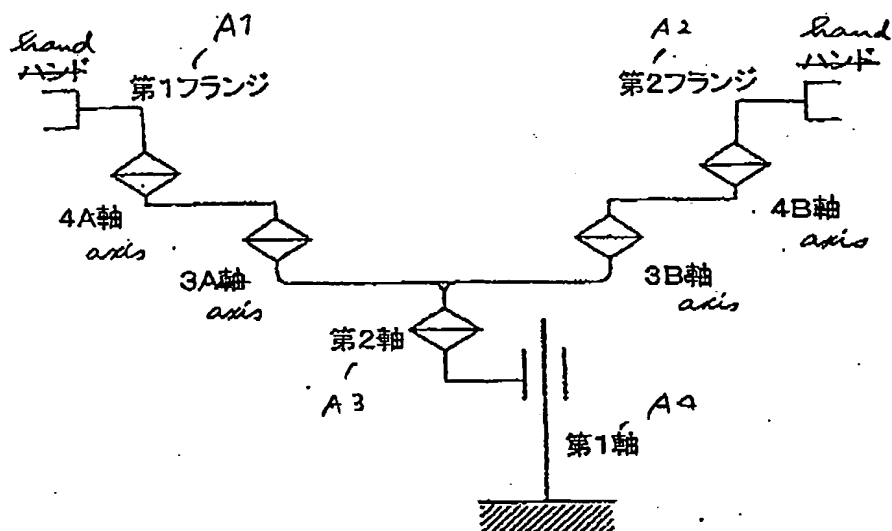 hand
ハンド
A1
第1フランジ
A2
第2フランジ
hand
ハンド
4A軸
axis
3A軸
axis
4B軸
axis
3B軸
axis
第2軸
A3
A4
第1軸